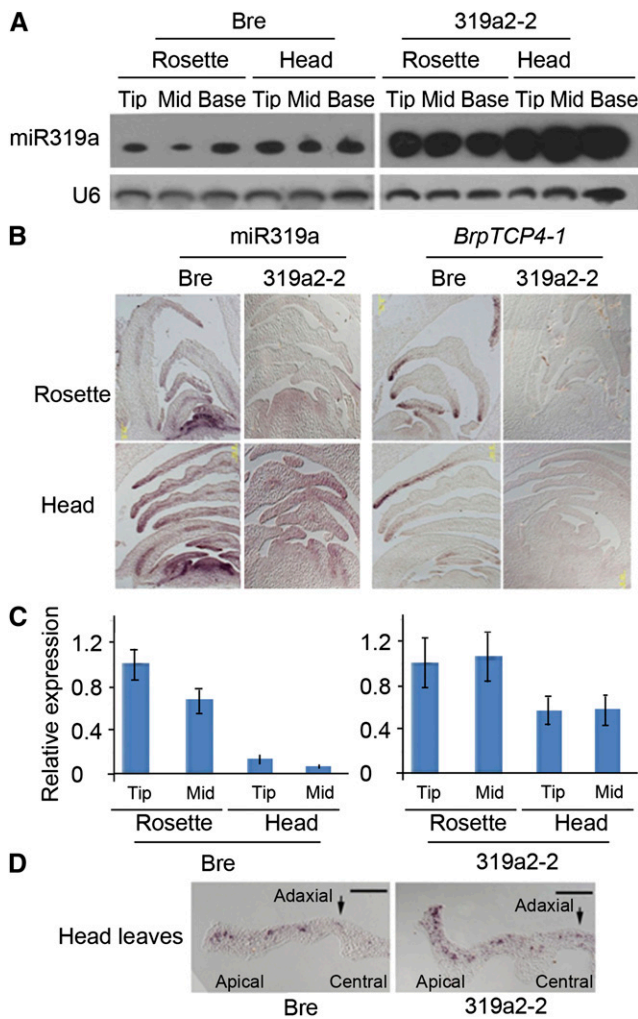 A
Bre 319a2-2
Rosette Head Rosette Head
Tip Mid Base Tip Mid Base Tip Mid Base Tip Mid Base
miR319a
U6
B
miR319a BrpTCP4-1
Bre 319a2-2 Bre 319a2-2
Rosette
Head
C
Relative expression
1.2
0.8
0.4
0
Tip Mid Tip Mid
Rosette Head
Bre
1.2
0.8
0.4
0
Tip Mid Tip Mid
Rosette Head
319a2-2
D
Head leaves
Adaxial Adaxial
Apical Central Apical Central
Bre 319a2-2